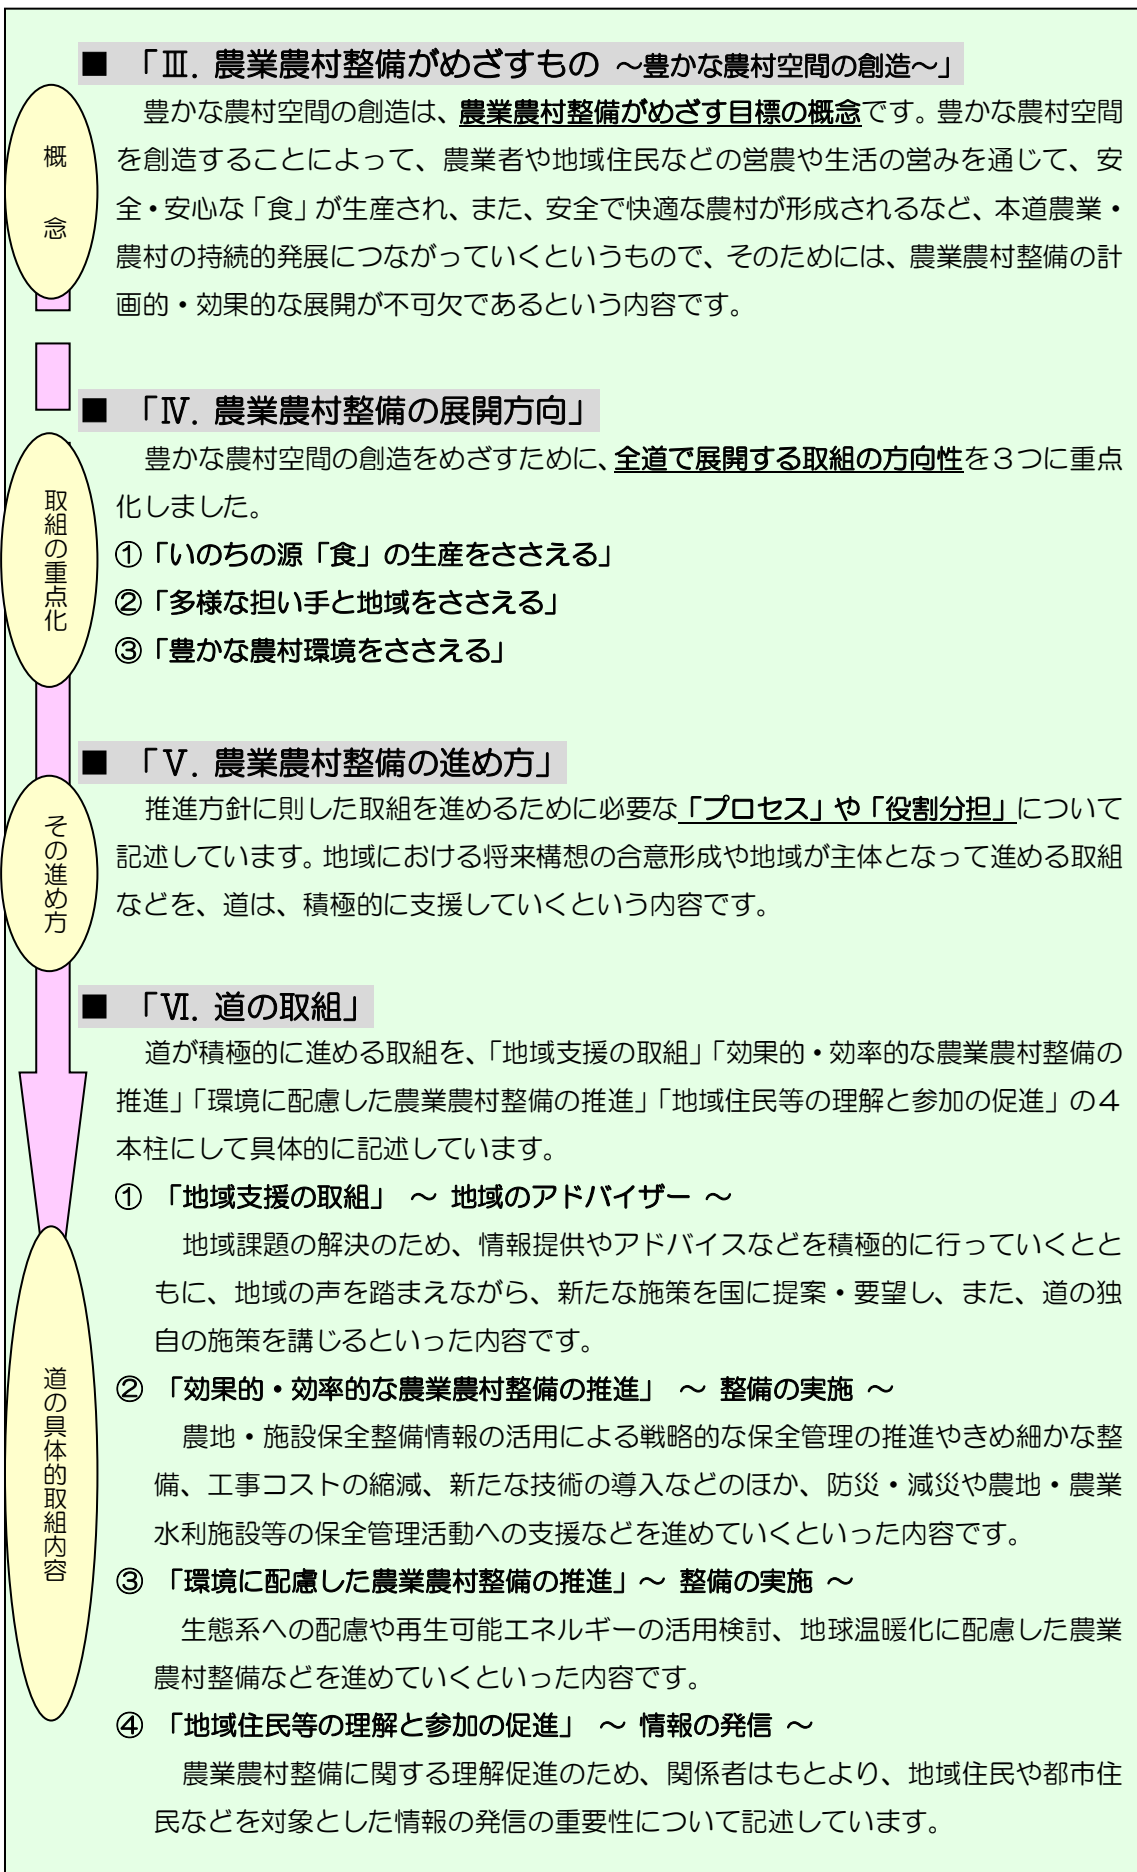 ■ 「Ⅲ. 農業農村整備がめざすもの ～豊かな農村空間の創造～」
概念
豊かな農村空間の創造は、農業農村整備がめざす目標の概念です。豊かな農村空間
を創造することによって、農業者や地域住民などの営農や生活の営みを通じて、安
全・安心な「食」が生産され、また、安全で快適な農村が形成されるなど、本道農業・
農村の持続的発展につながっていくというもので、そのためには、農業農村整備の計
画的・効果的な展開が不可欠であるという内容です。
■ 「Ⅳ. 農業農村整備の展開方向」
取組の重点化
豊かな農村空間の創造をめざすために、全道で展開する取組の方向性を3つに重点
化しました。
①「いのちの源「食」の生産をささえる」
②「多様な担い手と地域をささえる」
③「豊かな農村環境をささえる」
■ 「Ⅴ. 農業農村整備の進め方」
その進め方
推進方針に則した取組を進めるために必要な「プロセス」や「役割分担」について
記述しています。地域における将来構想の合意形成や地域が主体となって進める取組
などを、道は、積極的に支援していくという内容です。
■ 「Ⅵ. 道の取組」
道が積極的に進める取組を、「地域支援の取組」「効果的・効率的な農業農村整備の
推進」「環境に配慮した農業農村整備の推進」「地域住民等の理解と参加の促進」の4
本柱にして具体的に記述しています。
道の具体的取組内容
① 「地域支援の取組」 ～ 地域のアドバイザー ～
地域課題の解決のため、情報提供やアドバイスなどを積極的に行っていくとと
もに、地域の声を踏まえながら、新たな施策を国に提案・要望し、また、道の独
自の施策を講じるといった内容です。
② 「効果的・効率的な農業農村整備の推進」 ～ 整備の実施 ～
農地・施設保全整備情報の活用による戦略的な保全管理の推進やきめ細かな整
備、工事コストの縮減、新たな技術の導入などのほか、防災・減災や農地・農業
水利施設等の保全管理活動への支援などを進めていくといった内容です。
③ 「環境に配慮した農業農村整備の推進」～ 整備の実施 ～
生態系への配慮や再生可能エネルギーの活用検討、地球温暖化に配慮した農業
農村整備などを進めていくといった内容です。
④ 「地域住民等の理解と参加の促進」 ～ 情報の発信 ～
農業農村整備に関する理解促進のため、関係者はもとより、地域住民や都市住
民などを対象とした情報の発信の重要性について記述しています。